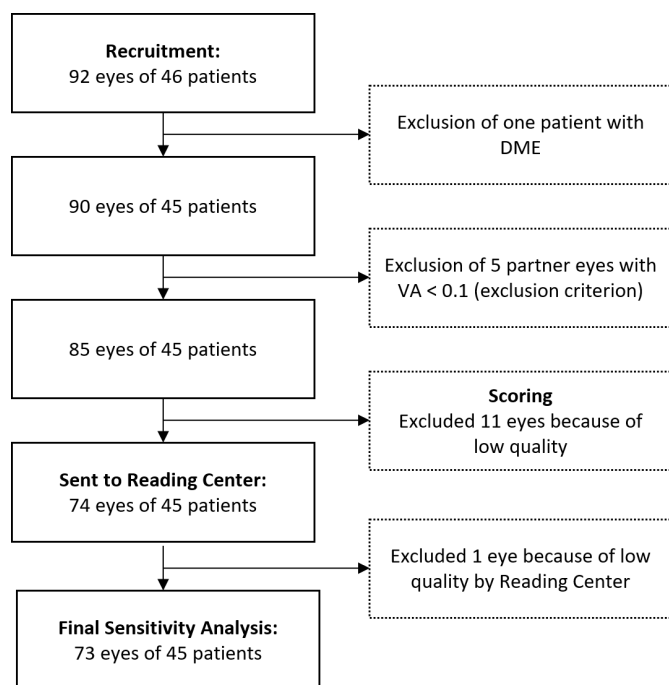 Recruitment:
92 eyes of 46 patients
Exclusion of one patient with
DME
90 eyes of 45 patients
Exclusion of 5 partner eyes with
VA < 0.1 (exclusion criterion)
85 eyes of 45 patients
Scoring
Excluded 11 eyes because of
low quality
Sent to Reading Center:
74 eyes of 45 patients
Excluded 1 eye because of low
quality by Reading Center
Final Sensitivity Analysis:
73 eyes of 45 patients